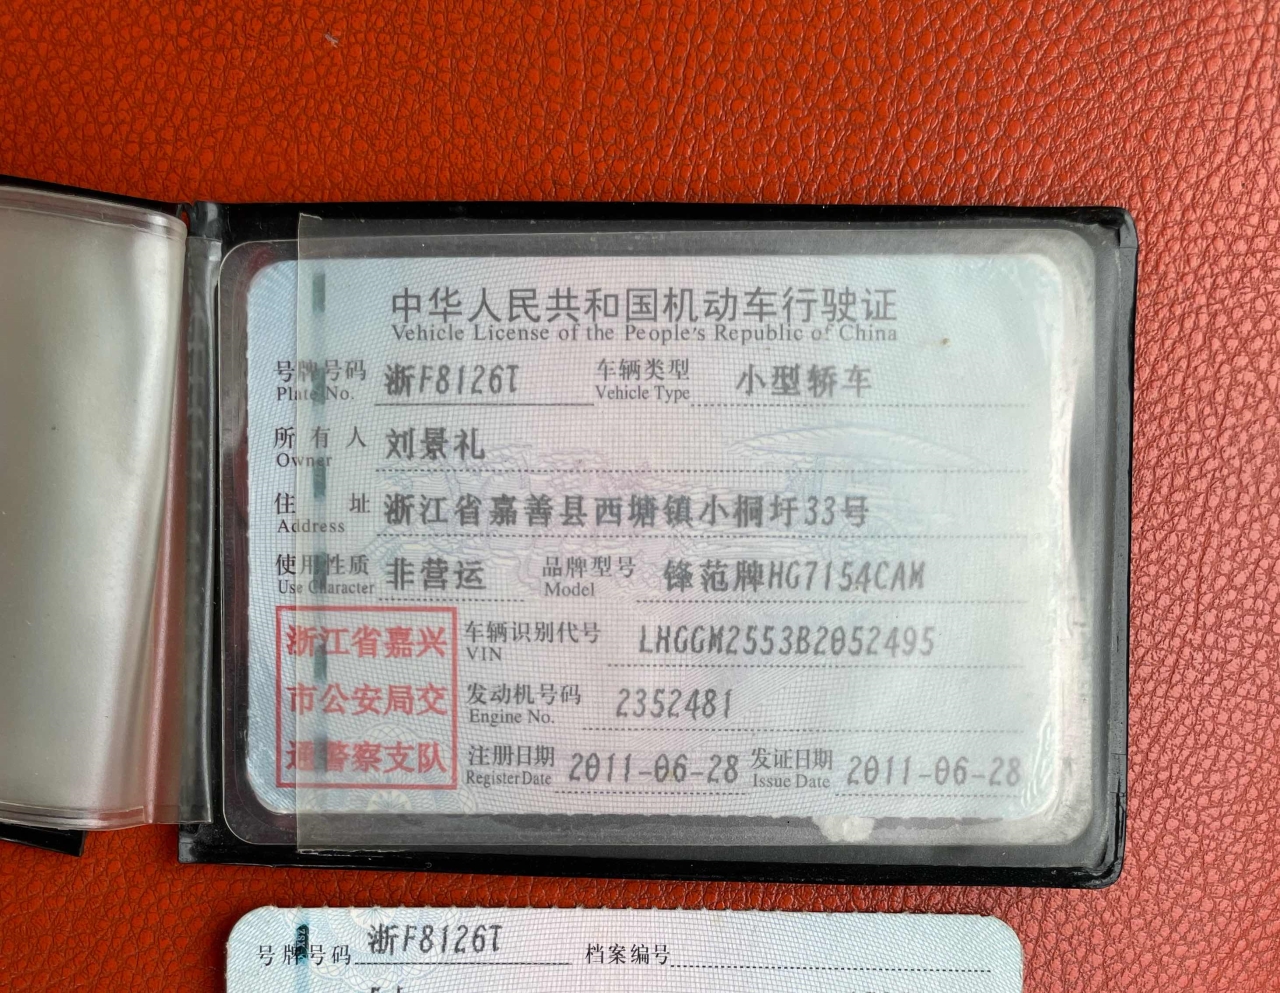 中华人民共和国机动车行驶证
Vehicle License of the People's Republic of China
号牌号码 浙F8126T 车辆类型 小型轿车
Plate No. Vehicle Type
所有人 刘景礼
Owner
住址 浙江省嘉善县西塘镇小桐圩33号
Address
使用性质 非营运 品牌型号 锋范牌HG7154CAM
Use Character Model
浙江省嘉兴
市公安局交
通警察支队
车辆识别代号 LHGGM2553B2052495
VIN
发动机号码 2352481
Engine No.
注册日期 2011-06-28 发证日期 2011-06-28
Register Date Issue Date
号牌号码 浙F8126T 档案编号